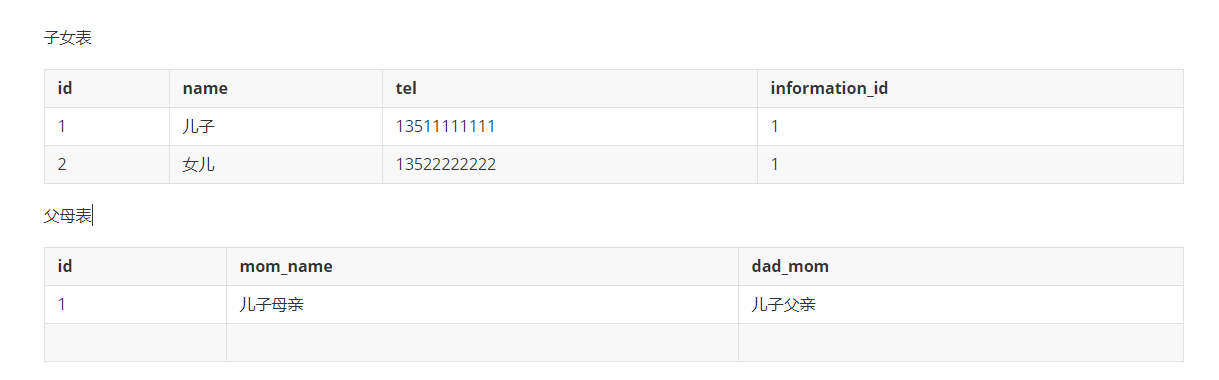 子女表
id name tel information_id
1 儿子 13511111111 1
2 女儿 13522222222 1
父母表
id mom_name dad_mom
1 儿子母亲 儿子父亲